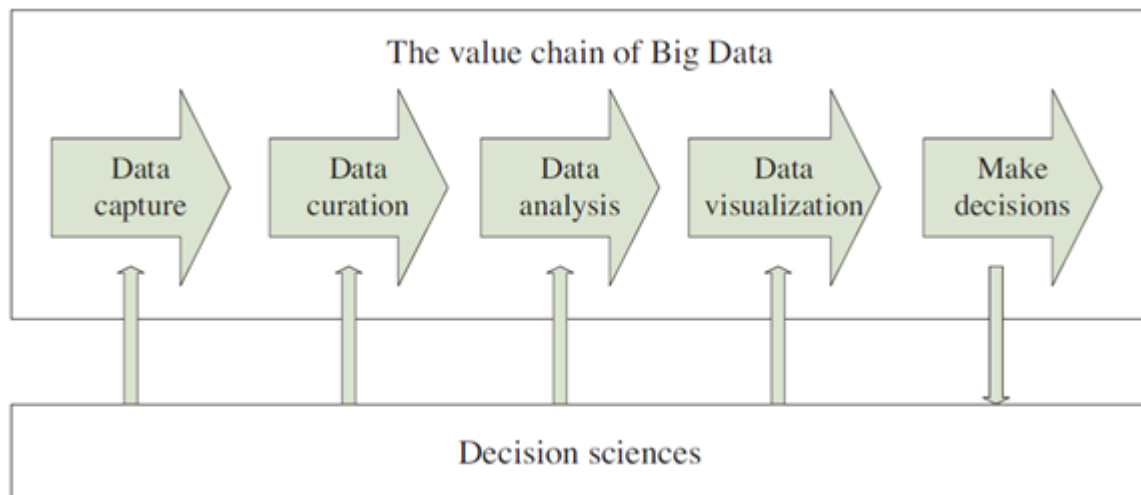 The value chain of Big Data
Data
capture
Data
curation
Data
analysis
Data
visualization
Make
decisions
Decision sciences